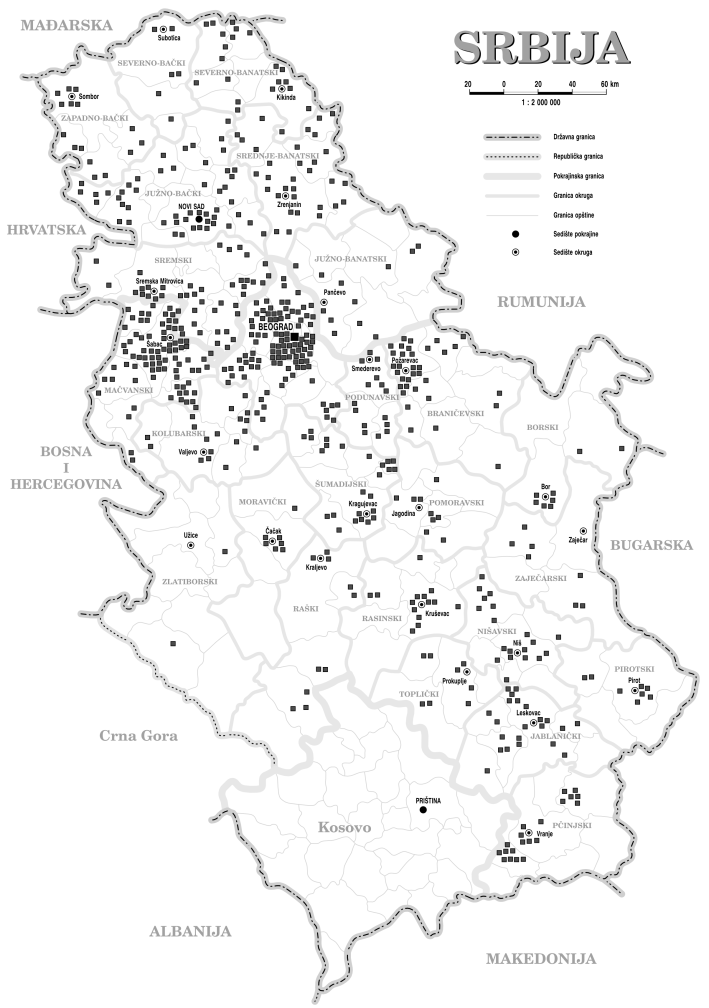 MAĐARSKA
SRBIJA
20 0 20 40 60 km
1 : 2 000 000
Državna granica
Republička granica
Pokrajinska granica
Granica okruga
Granica opštine
Sedište pokrajine
Sedište okruga
Subotica
SEVERNO-BAČKI
SEVERNO-BANATSKI
Sombor
Kikinda
ZAPADNO-BAČKI
SREDNJE-BANATSKI
JUŽNO-BAČKI
NOVI SAD
Zrenjanin
HRVATSKA
SREMSKI
JUŽNO-BANATSKI
Sremska Mitrovica
Pančevo
RUMUNIJA
BEOGRAD
Šabac
Smederevo
Požarevac
MAČVANSKI
PODUNAVSKI
BRANIČEVSKI
BORSKI
KOLUBARSKI
Valjevo
BOSNA
I
HERCEGOVINA
ŠUMADIJSKI
MORAVIČKI
Kragujevac
Jagodina
POMORAVSKI
Bor
Užice
Čačak
Zaječar
BUGARSKA
Kraljevo
ZLATIBORSKI
ZAJEČARSKI
RAŠKI
RASINSKI
Kruševac
NIŠAVSKI
Niš
Prokuplje
PIROTSKI
Pirot
TOPLIČKI
Leskovac
JABLANIČKI
Crna Gora
PRIŠTINA
Kosovo
PČINJSKI
Vranje
ALBANIJA
MAKEDONIJA